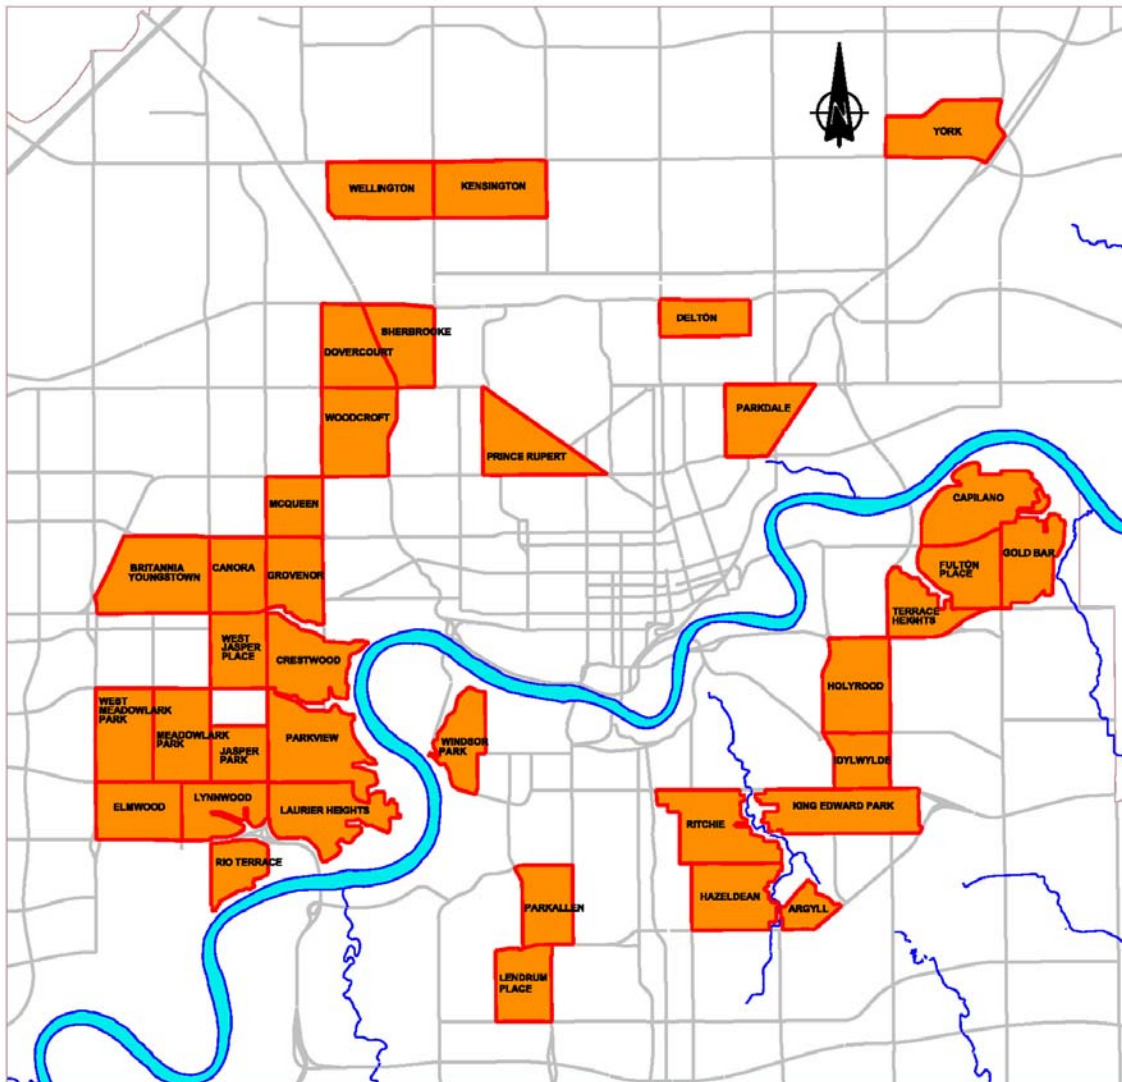 N
YORK
WELLINGTON
KENSINGTON
DELTON
SHERBROOKE
DOVERCOURT
PARKDALE
WOODCROFT
PRINCE RUPERT
MCQUEEN
CAPILANO
GOLD BAR
BRITANNIA
YOUNGSTOWN
CANORA
GROVENOR
FULTON
PLACE
TERRACE
HEIGHTS
WEST
JASPER
PLACE
CRESTWOOD
HOLYROOD
WEST
MEADOWLARK
PARK
MEADOWLARK
PARK
JASPER
PARK
PARKVIEW
WINDSOR
PARK
IDYLWYLDE
ELMWOOD
LYNNWOOD
LAURIER HEIGHTS
KING EDWARD PARK
RITCHIE
RIO TERRACE
HAZELDEAN
ARGYLL
PARKALLEN
LENDRUM
PLACE